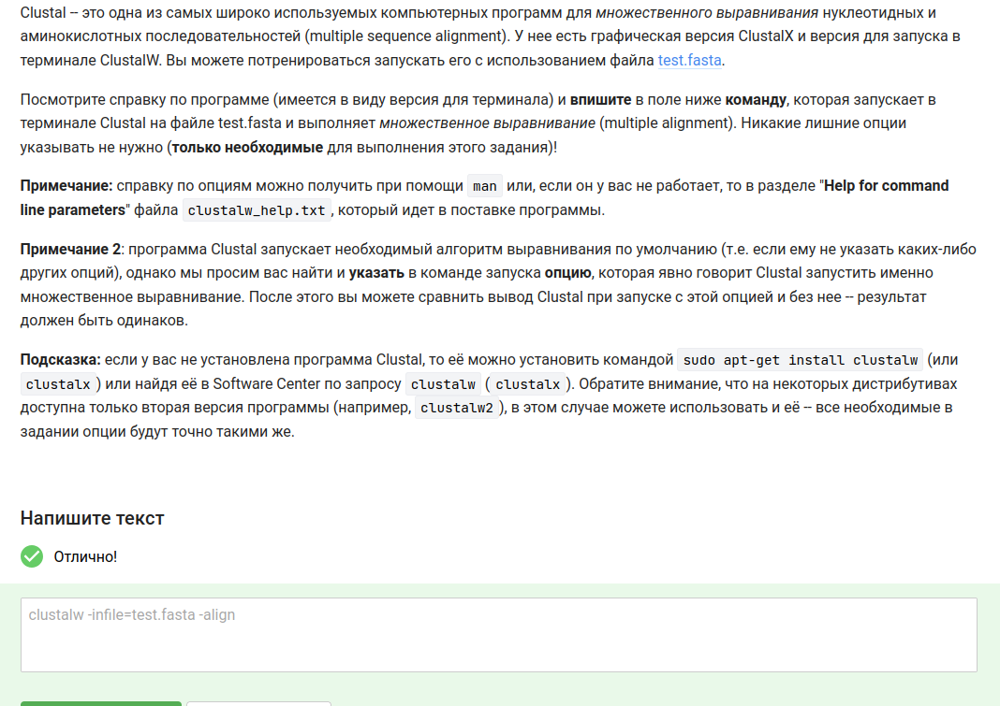 Clustal -- это одна из самых широко используемых компьютерных программ для множественного выравнивания нуклеотидных и
аминокислотных последовательностей (multiple sequence alignment). У нее есть графическая версия ClustalX и версия для запуска в
терминале ClustalW. Вы можете потренироваться запускать его с использованием файла test.fasta.
Посмотрите справку по программе (имеется в виду версия для терминала) и впишите в поле ниже команду, которая запускает в
терминале Clustal на файле test.fasta и выполняет множественное выравнивание (multiple alignment). Никакие лишние опции
указывать не нужно (только необходимые для выполнения этого задания)!
Примечание: справку по опциям можно получить при помощи man или, если он у вас не работает, то в разделе "Help for command
line parameters" файла clustalw_help.txt, который идет в поставке программы.
Примечание 2: программа Clustal запускает необходимый алгоритм выравнивания по умолчанию (т.е. если ему не указать каких-либо
других опций), однако мы просим вас найти и указать в команде запуска опцию, которая явно говорит Clustal запустить именно
множественное выравнивание. После этого вы можете сравнить вывод Clustal при запуске с этой опцией и без нее -- результат
должен быть одинаков.
Подсказка: если у вас не установлена программа Clustal, то её можно установить командой sudo apt-get install clustalw (или
clustalx) или найдя её в Software Center по запросу clustalw (clustalx). Обратите внимание, что на некоторых дистрибутивах
доступна только вторая версия программы (например, clustalw2), в этом случае можете использовать и её -- все необходимые в
задании опции будут точно такими же.
Напишите текст
Отлично!
clustalw -infile=test.fasta -align